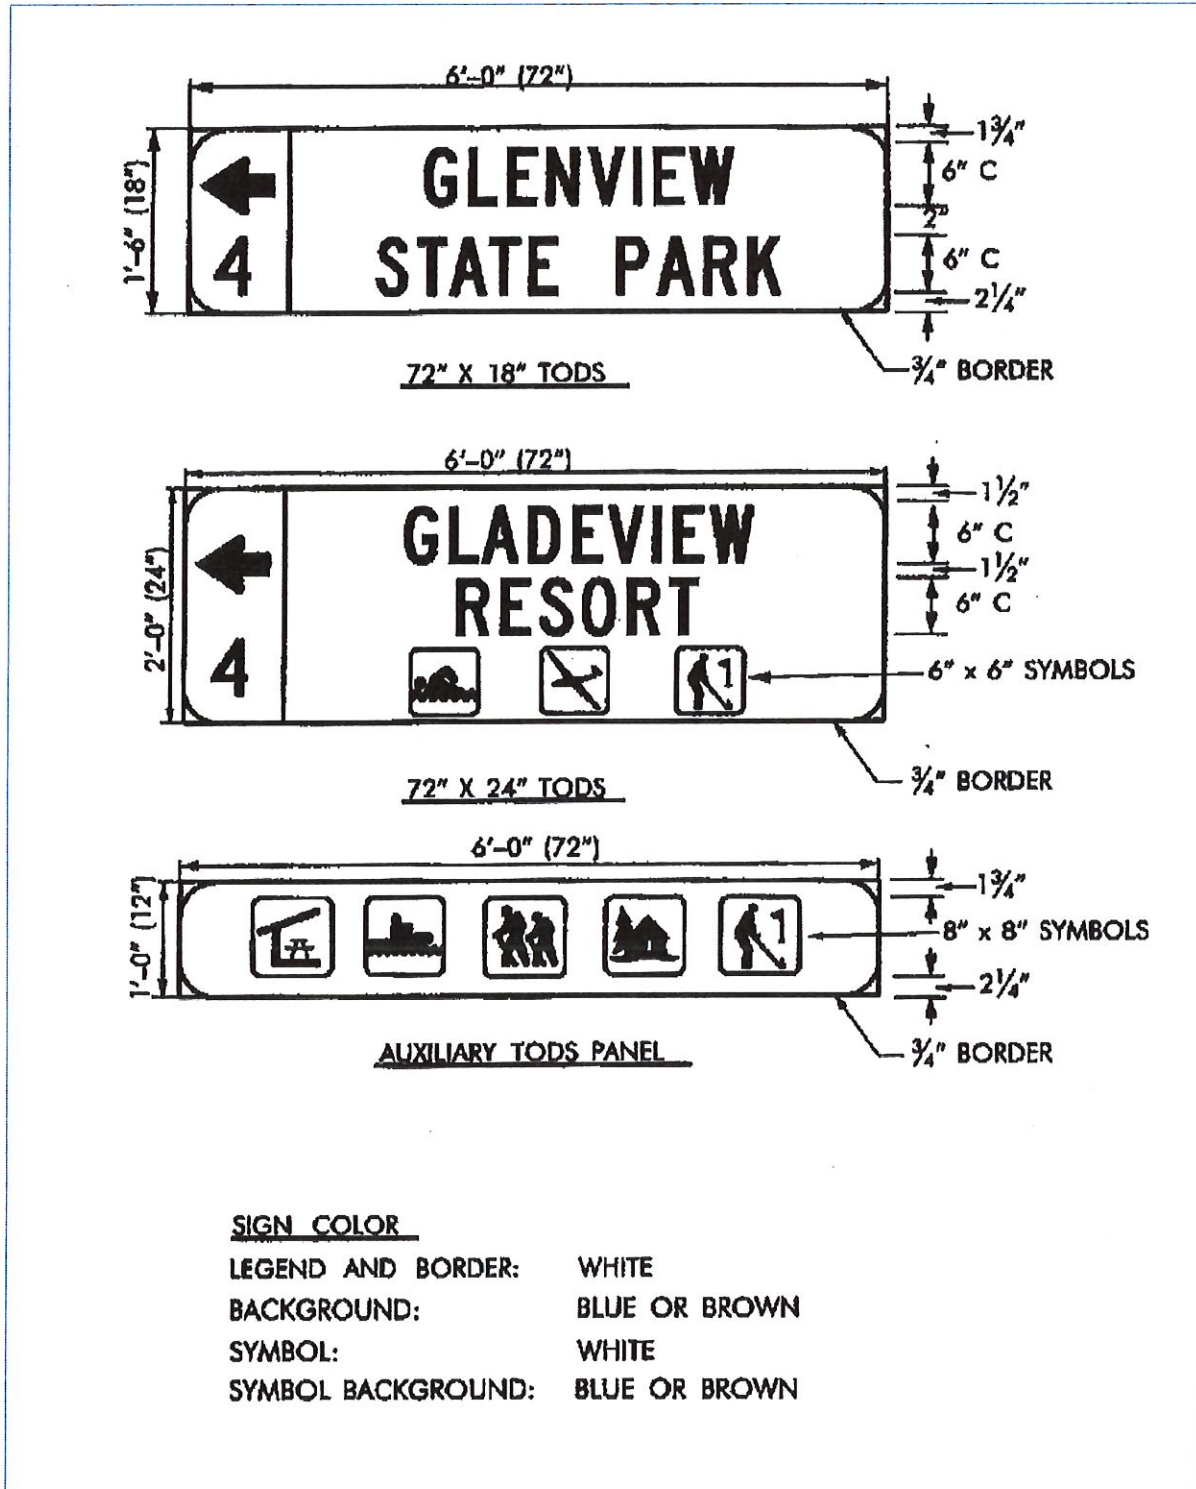 6'-0" (72")
1'-6" (18")
4
GLENVIEW
STATE PARK
1¾"
6" C
2"
6" C
2¼"
¾" BORDER
72" X 18" TODS
6'-0" (72")
2'-0" (24")
4
GLADEVIEW
RESORT
1
1½"
6" C
1½"
6" C
6" x 6" SYMBOLS
¾" BORDER
72" X 24" TODS
6'-0" (72")
1'-0" (12")
1
1¾"
8" x 8" SYMBOLS
2¼"
¾" BORDER
AUXILIARY TODS PANEL
SIGN COLOR
LEGEND AND BORDER: WHITE
BACKGROUND: BLUE OR BROWN
SYMBOL: WHITE
SYMBOL BACKGROUND: BLUE OR BROWN